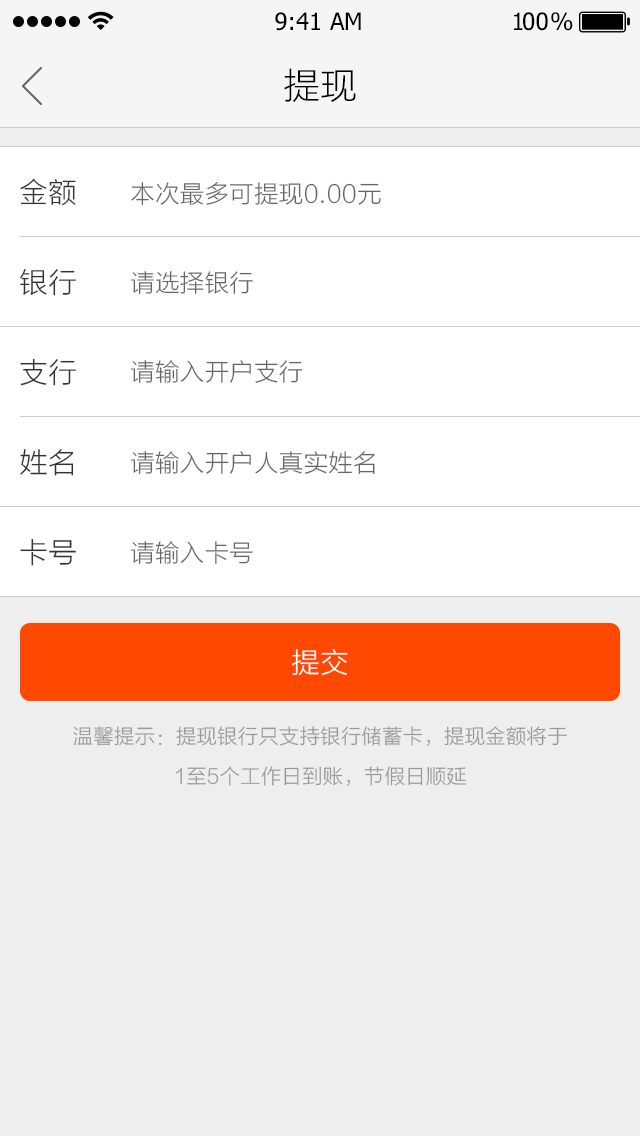 9:41 AM 100%
提现
金额 本次最多可提现0.00元
银行 请选择银行
支行 请输入开户支行
姓名 请输入开户人真实姓名
卡号 请输入卡号
提交
温馨提示：提现银行只支持银行储蓄卡，提现金额将于
1至5个工作日到账，节假日顺延